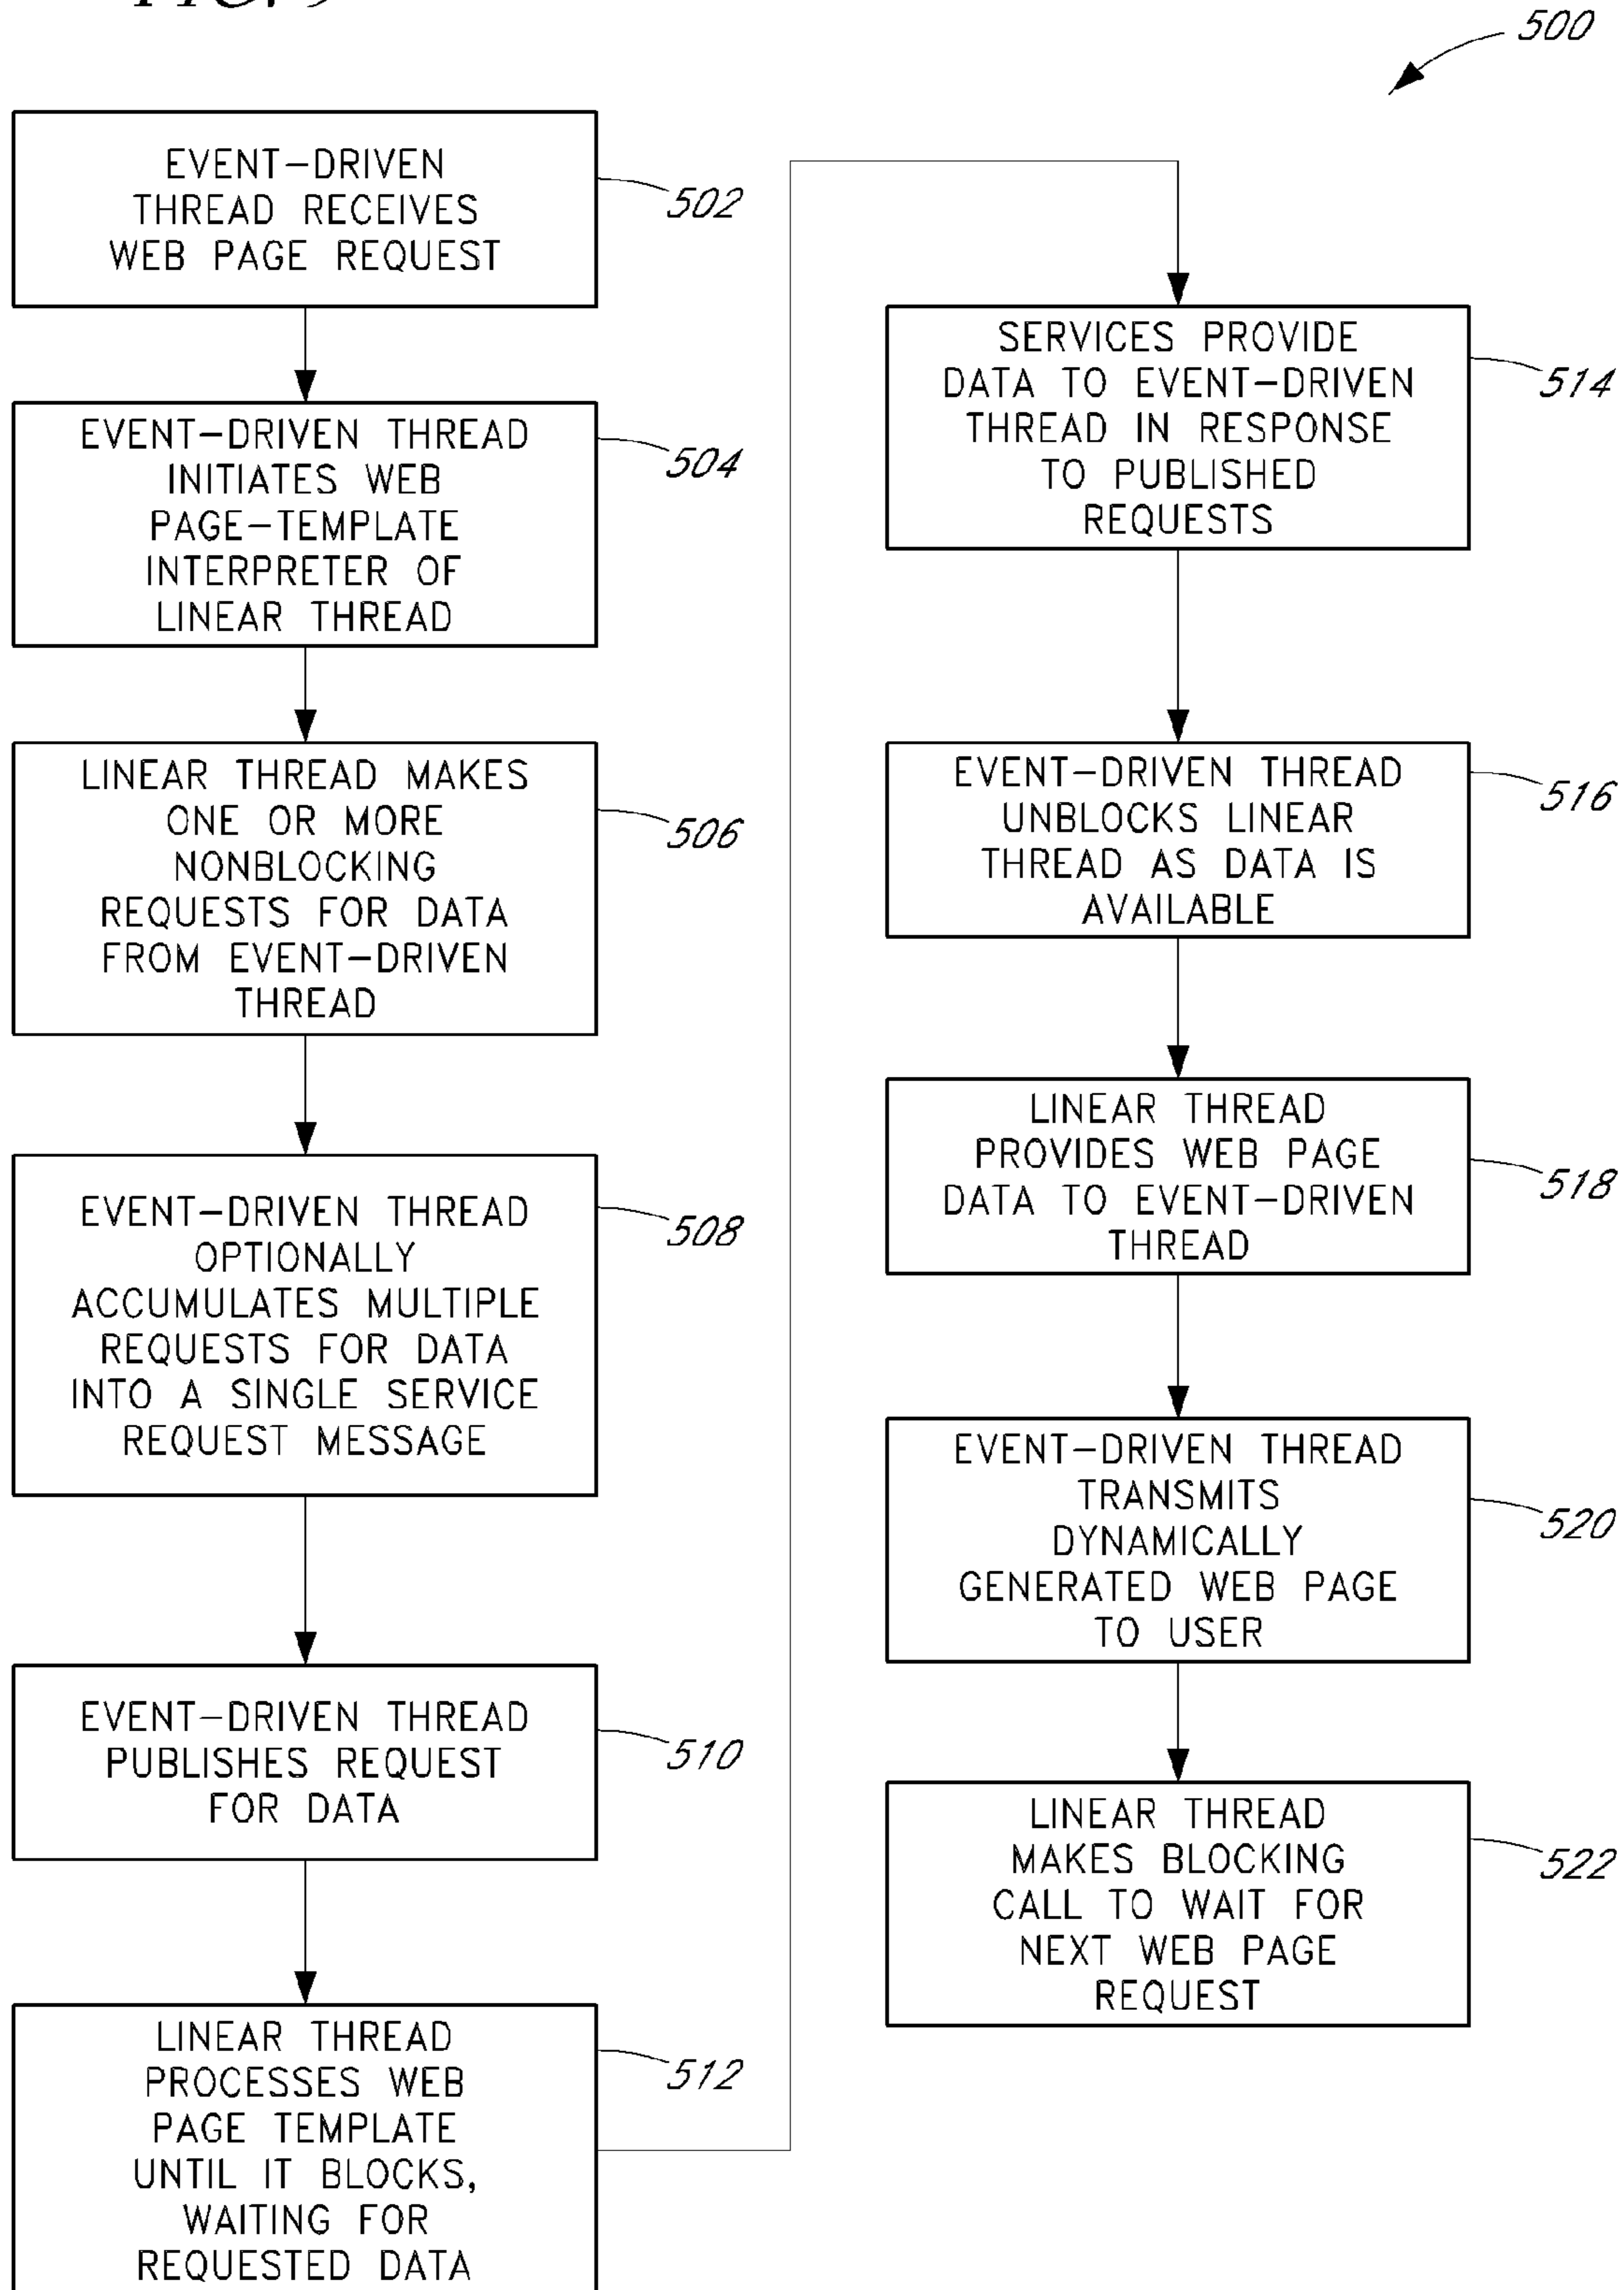 500
EVENT-DRIVEN
THREAD RECEIVES
WEB PAGE REQUEST
502
EVENT-DRIVEN THREAD
INITIATES WEB
PAGE-TEMPLATE
INTERPRETER OF
LINEAR THREAD
504
LINEAR THREAD MAKES
ONE OR MORE
NONBLOCKING
REQUESTS FOR DATA
FROM EVENT-DRIVEN
THREAD
506
EVENT-DRIVEN THREAD
OPTIONALLY
ACCUMULATES MULTIPLE
REQUESTS FOR DATA
INTO A SINGLE SERVICE
REQUEST MESSAGE
508
EVENT-DRIVEN THREAD
PUBLISHES REQUEST
FOR DATA
510
LINEAR THREAD
PROCESSES WEB
PAGE TEMPLATE
UNTIL IT BLOCKS,
WAITING FOR
REQUESTED DATA
512
SERVICES PROVIDE
DATA TO EVENT-DRIVEN
THREAD IN RESPONSE
TO PUBLISHED
REQUESTS
514
EVENT-DRIVEN THREAD
UNBLOCKS LINEAR
THREAD AS DATA IS
AVAILABLE
516
LINEAR THREAD
PROVIDES WEB PAGE
DATA TO EVENT-DRIVEN
THREAD
518
EVENT-DRIVEN THREAD
TRANSMITS
DYNAMICALLY
GENERATED WEB PAGE
TO USER
520
LINEAR THREAD
MAKES BLOCKING
CALL TO WAIT FOR
NEXT WEB PAGE
REQUEST
522